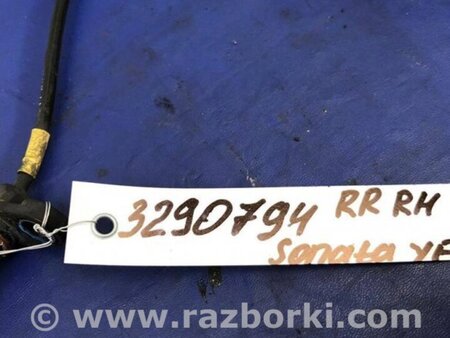 3290794 RR RH
Sonata YF
© www.razborki.com